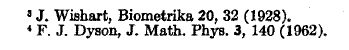 ³ J. Wishart, Biometrika 20, 32 (1928).
⁴ F. J. Dyson, J. Math. Phys. 3, 140 (1962).